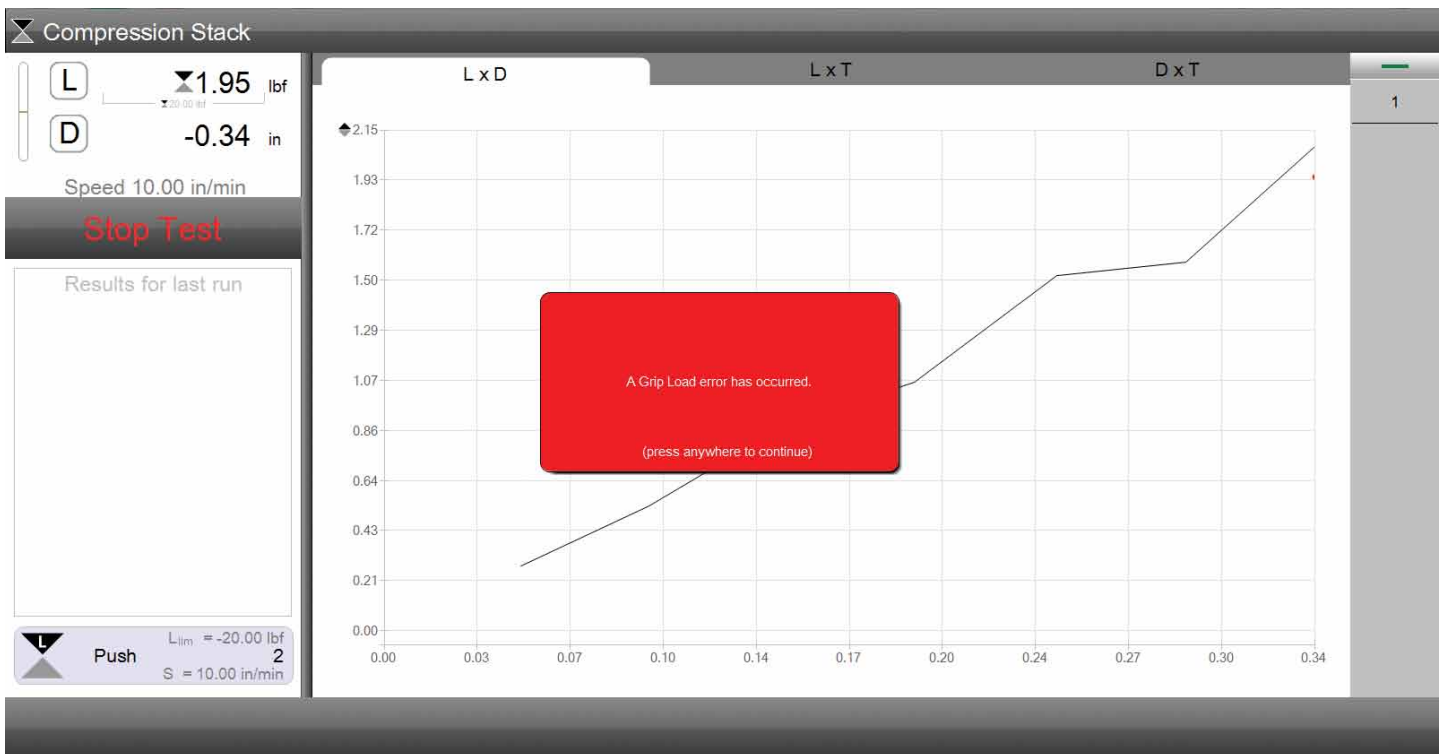 Compression Stack
L 1.95 lbf
20.00 lbf
D -0.34 in
Speed 10.00 in/min
Stop Test
Results for last run
L Push Llim = -20.00 lbf
2
S = 10.00 in/min
L x D L x T D x T
1
2.15
1.93
1.72
1.50
1.29
1.07
0.86
0.64
0.43
0.21
0.00
0.00 0.03 0.07 0.10 0.14 0.17 0.20 0.24 0.27 0.30 0.34
A Grip Load error has occurred.
(press anywhere to continue)